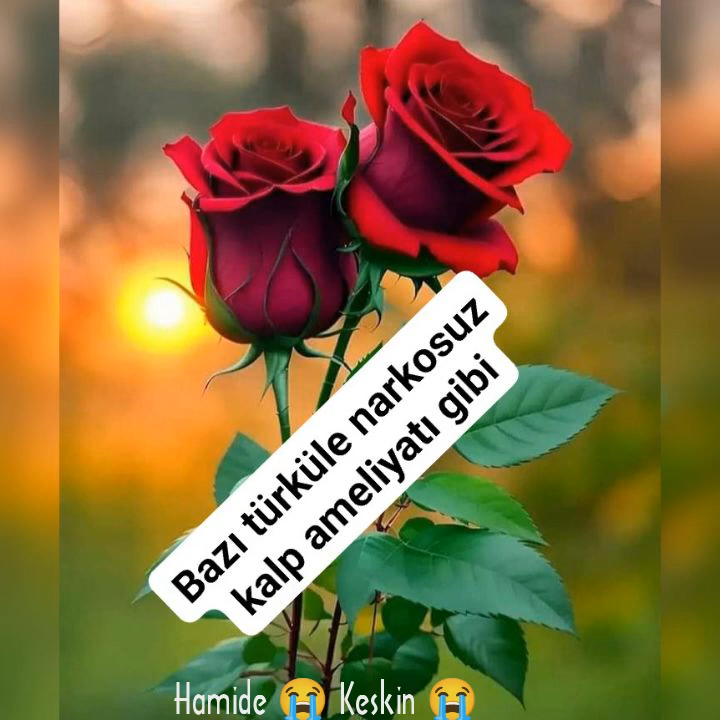 Bazı türküle narkosuz
kalp ameliyatı gibi
Hamide 😭 Keskin 😭